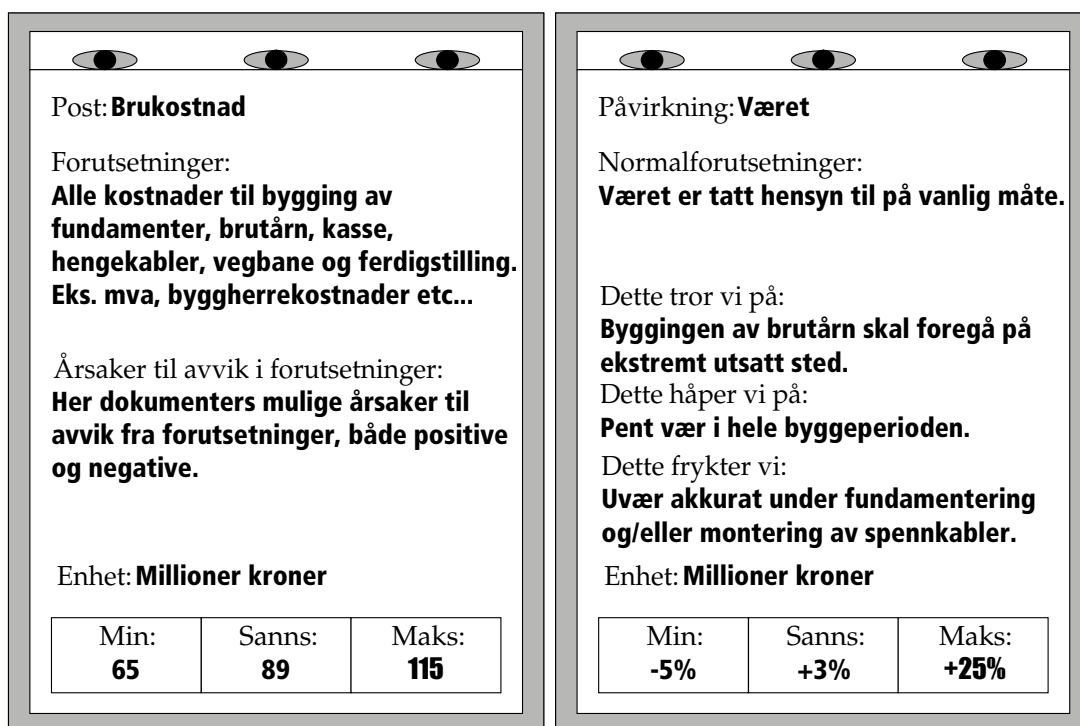 Post: Brukostnad
Forutsetninger:
Alle kostnader til bygging av
fundamenter, brutårn, kasse,
hengekabler, vegbane og ferdigstilling.
Eks. mva, byggherrekostnader etc...
Årsaker til avvik i forutsetninger:
Her dokumenters mulige årsaker til
avvik fra forutsetninger, både positive
og negative.
Enhet: Millioner kroner
Min: Sanns: Maks:
65 89 115
Påvirkning: Været
Normalforutsetninger:
Været er tatt hensyn til på vanlig måte.
Dette tror vi på:
Byggingen av brutårn skal foregå på
ekstremt utsatt sted.
Dette håper vi på:
Pent vær i hele byggeperioden.
Dette frykter vi:
Uvær akkurat under fundamentering
og/eller montering av spennkabler.
Enhet: Millioner kroner
Min: Sanns: Maks:
-5% +3% +25%